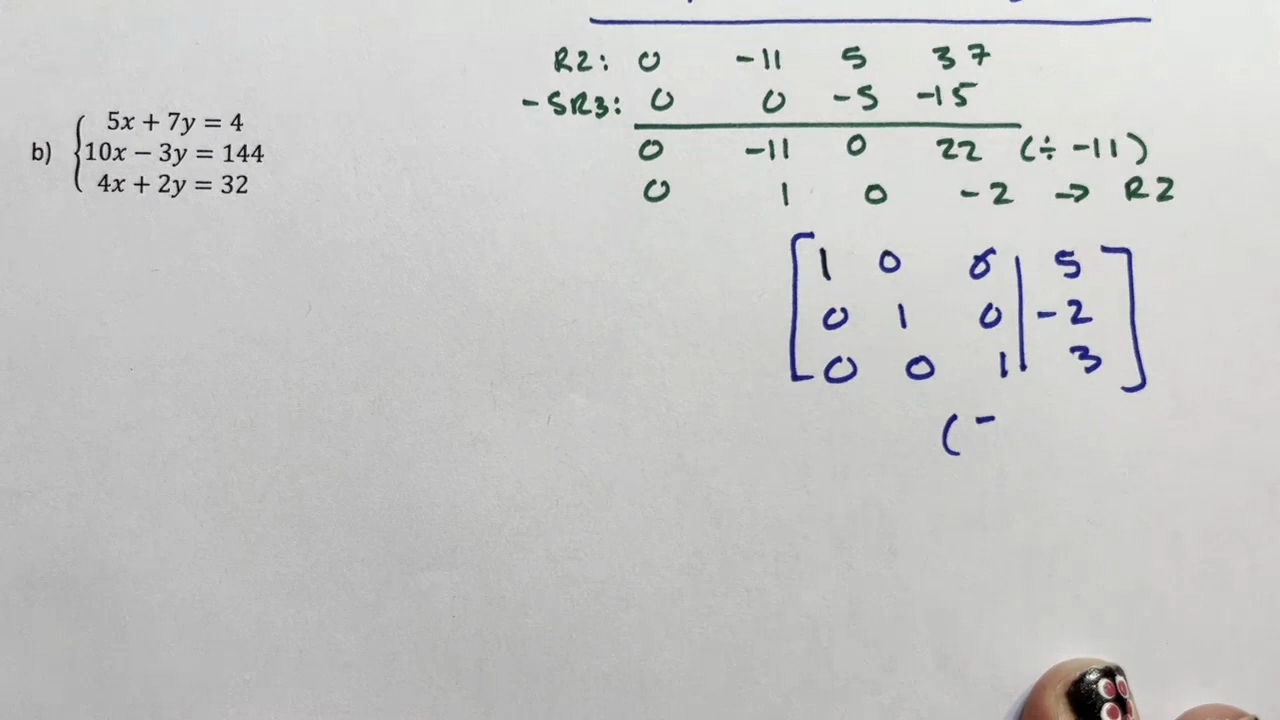 R2: 0 -11 5 37
-5R3: 0 0 -5 -15
0 -11 0 22 (÷ -11)
0 1 0 -2 → R2
1 0 0 | 5
0 1 0 | -2
0 0 1 | 3
(-
b)
5x + 7y = 4
10x − 3y = 144
4x + 2y = 32